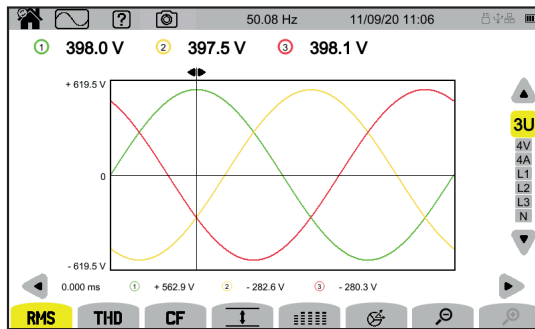 ? 50.08 Hz 11/09/20 11:06
1 398.0 V 2 397.5 V 3 398.1 V
+ 619.5 V
0
- 619.5 V
3U
4V
4A
L1
L2
L3
N
0.000 ms 1 + 562.9 V 2 - 282.6 V 3 - 280.3 V
RMS THD CF